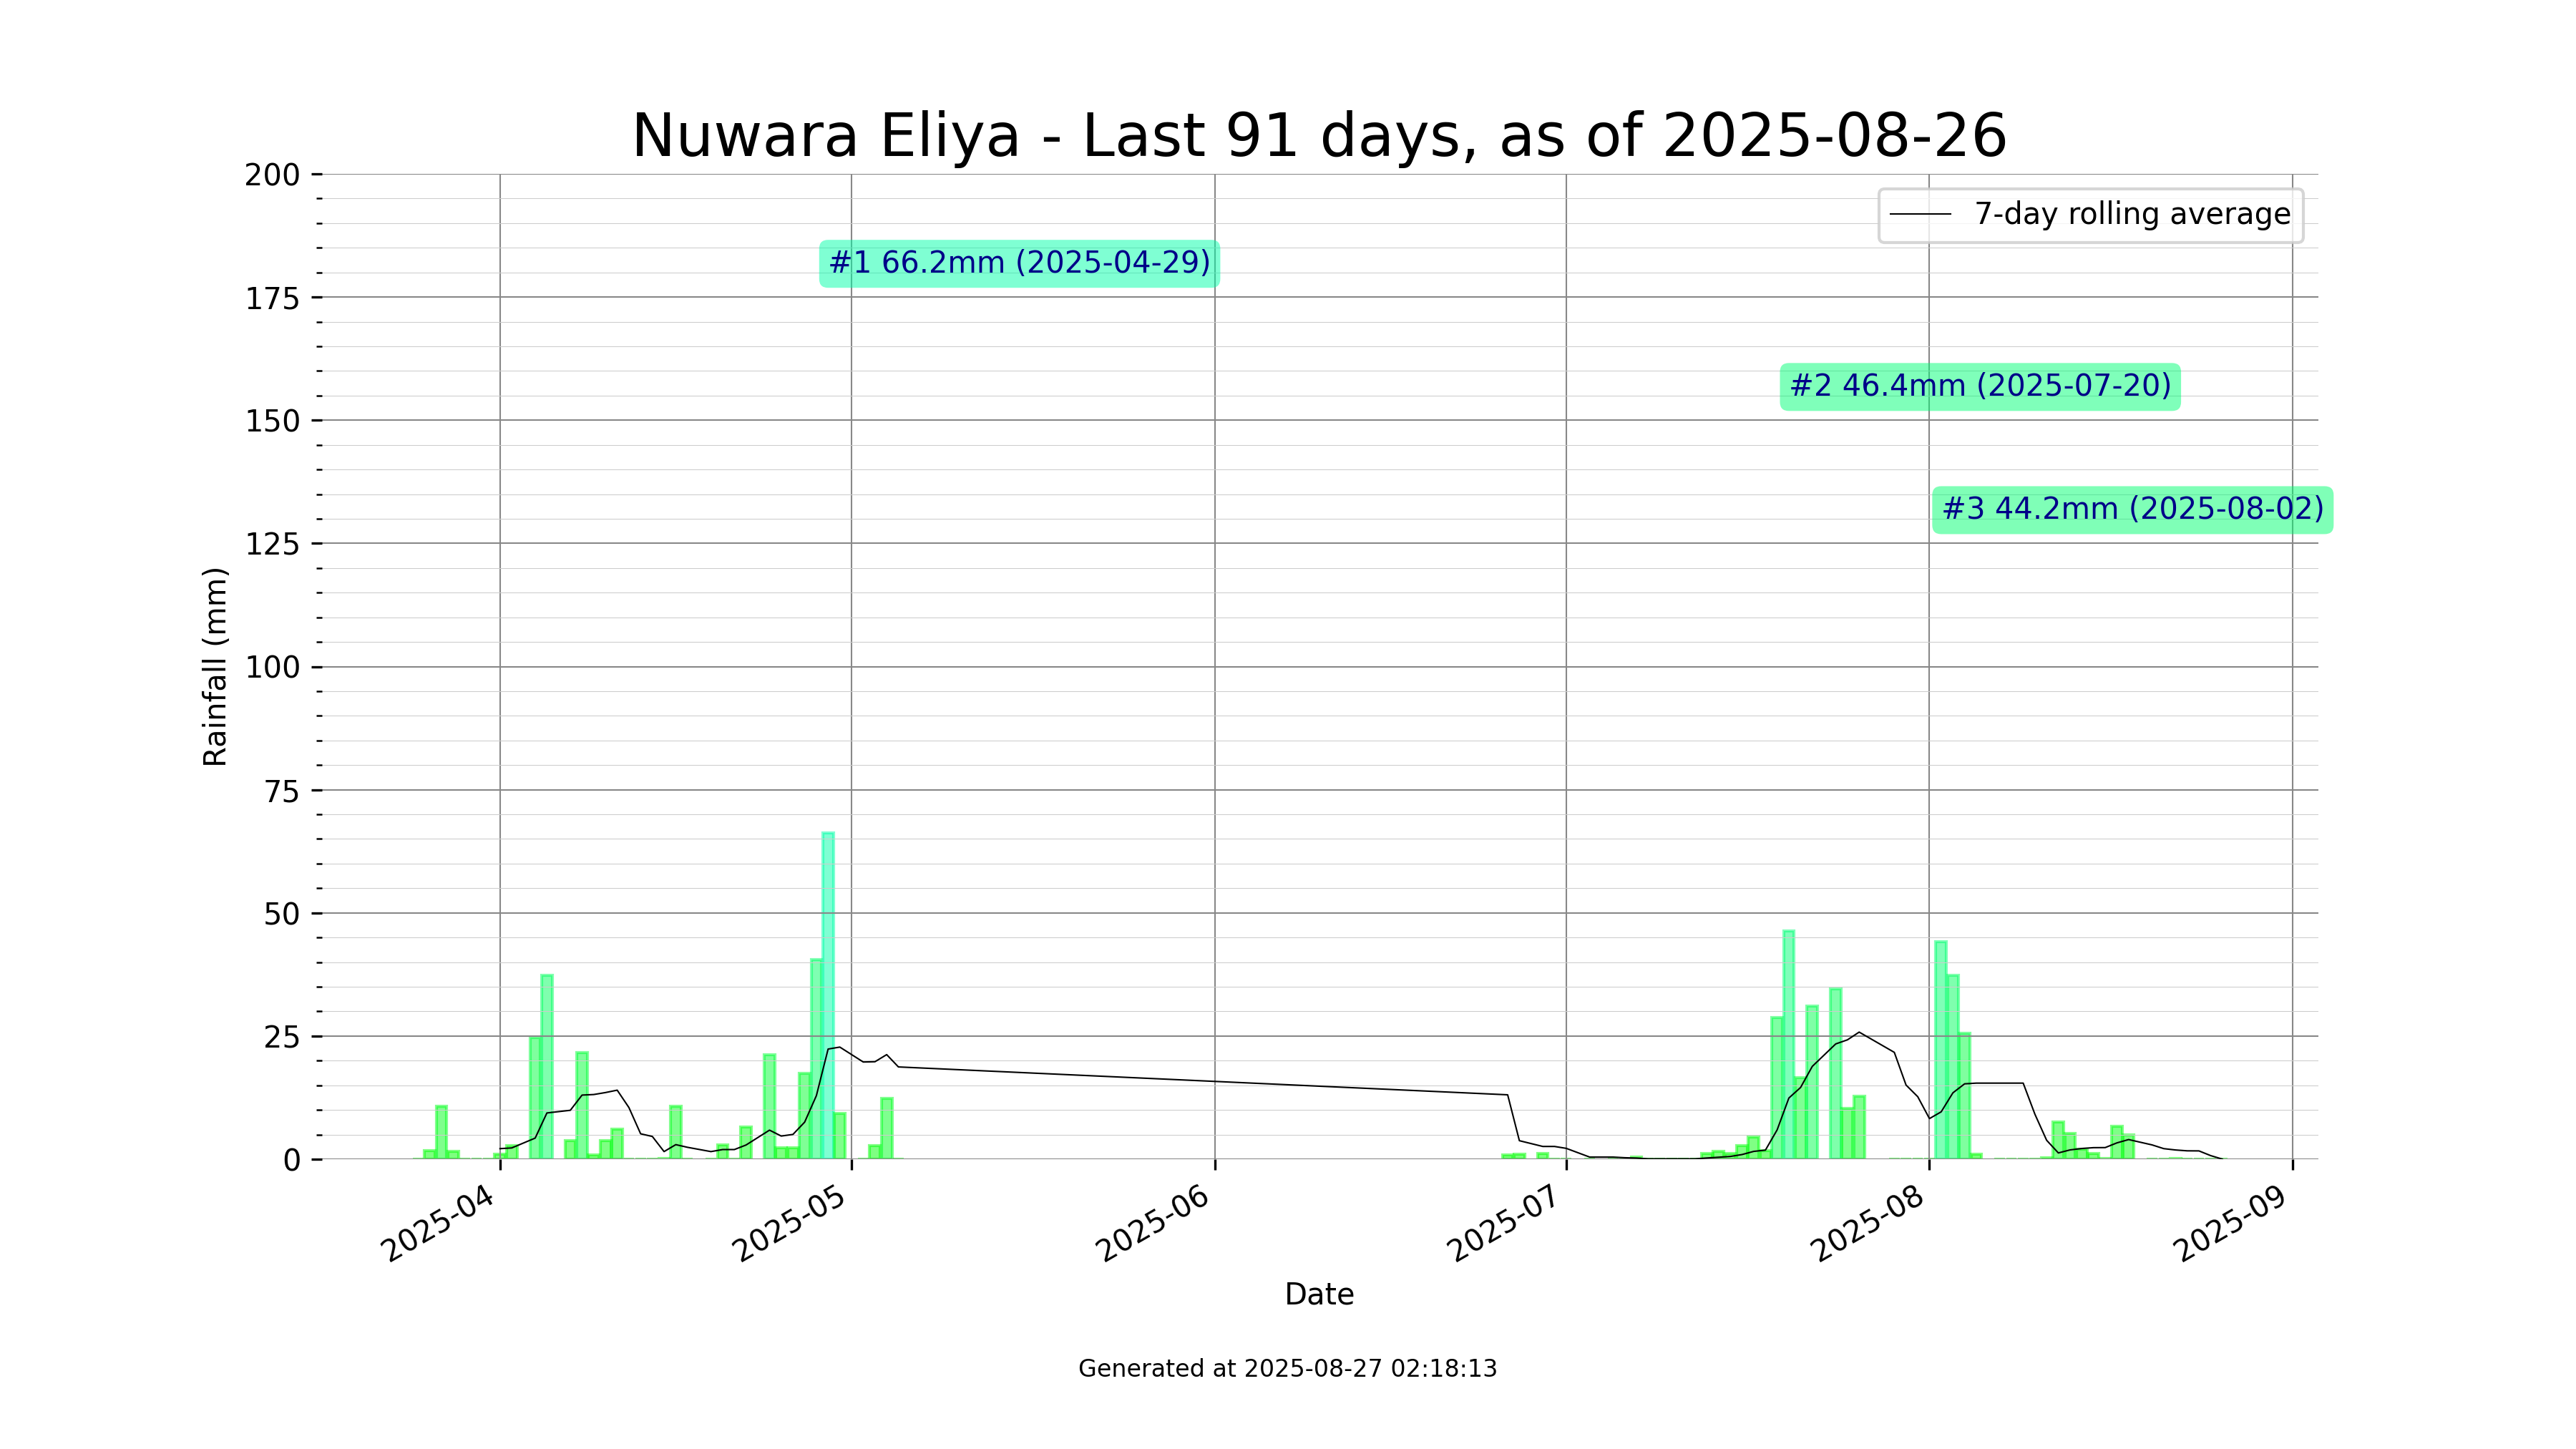 Nuwara Eliya - Last 91 days, as of 2025-08-26
7-day rolling average
#1 66.2mm (2025-04-29)
#2 46.4mm (2025-07-20)
#3 44.2mm (2025-08-02)
Rainfall (mm)
200
175
150
125
100
75
50
25
0
2025-04
2025-05
2025-06
2025-07
2025-08
2025-09
Date
Generated at 2025-08-27 02:18:13